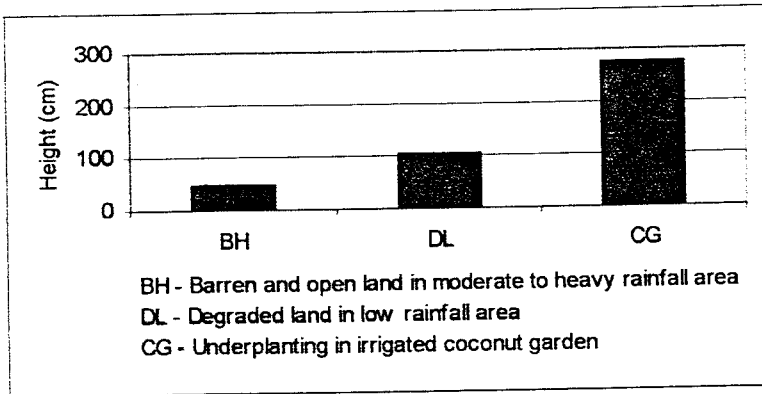 300
200
100
0
Height (cm)
BH DL CG
BH - Barren and open land in moderate to heavy rainfall area
DL - Degraded land in low rainfall area
CG - Underplanting in irrigated coconut garden